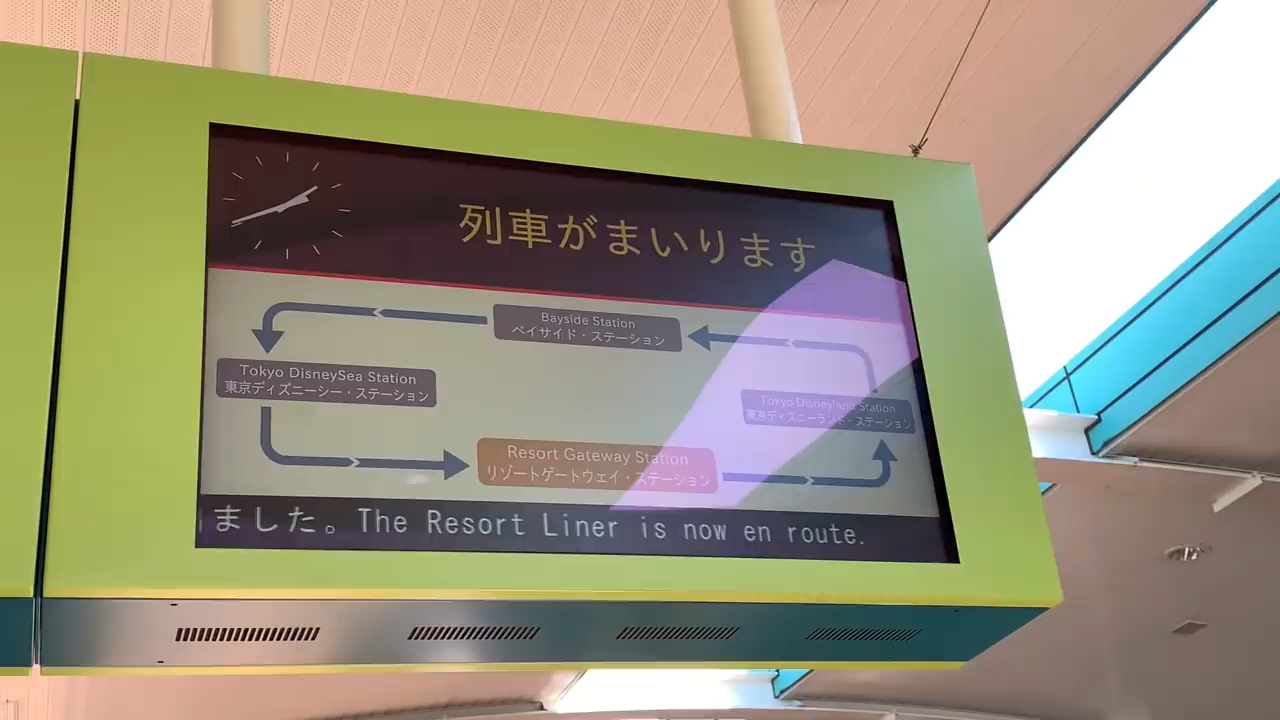 列車がまいります
Bayside Station
ベイサイド・ステーション
Tokyo DisneySea Station
東京ディズニーシー・ステーション
Tokyo Disneyland Station
東京ディズニーランド・ステーション
Resort Gateway Station
リゾートゲートウェイ・ステーション
ました。The Resort Liner is now en route.